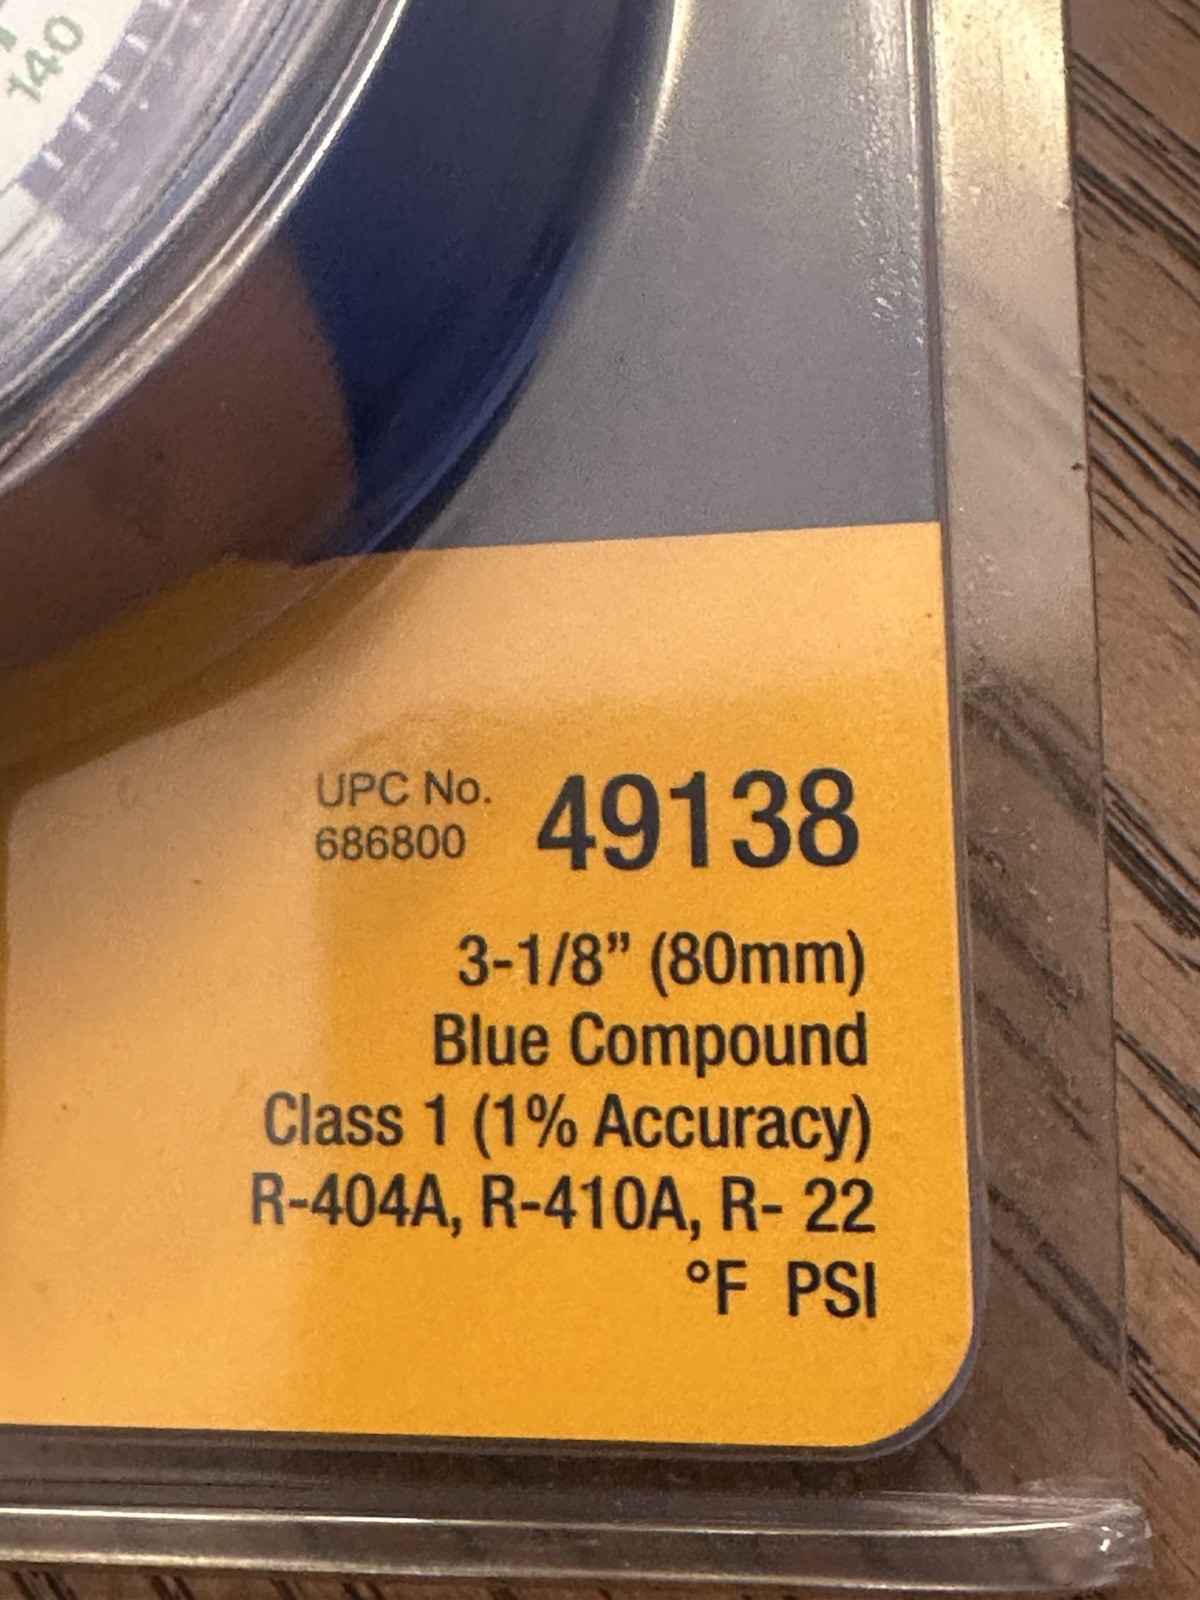 140
UPC No.
686800
49138
3-1/8” (80mm)
Blue Compound
Class 1 (1% Accuracy)
R-404A, R-410A, R- 22
°F PSI